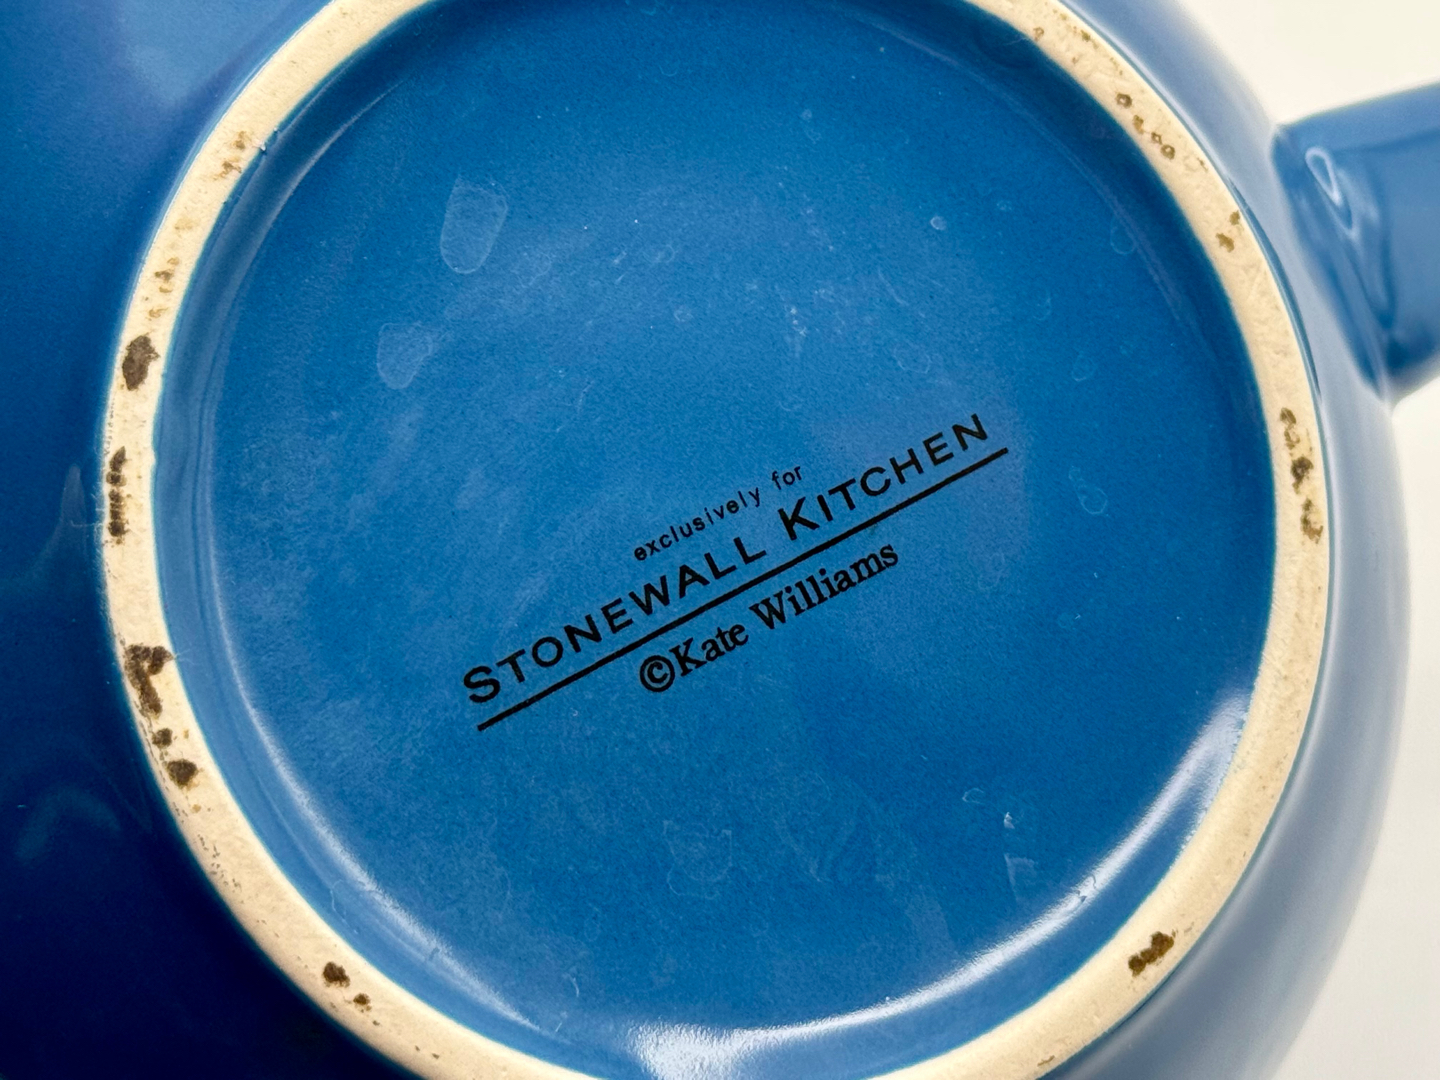 exclusively for
STONEWALL KITCHEN
©Kate Williams